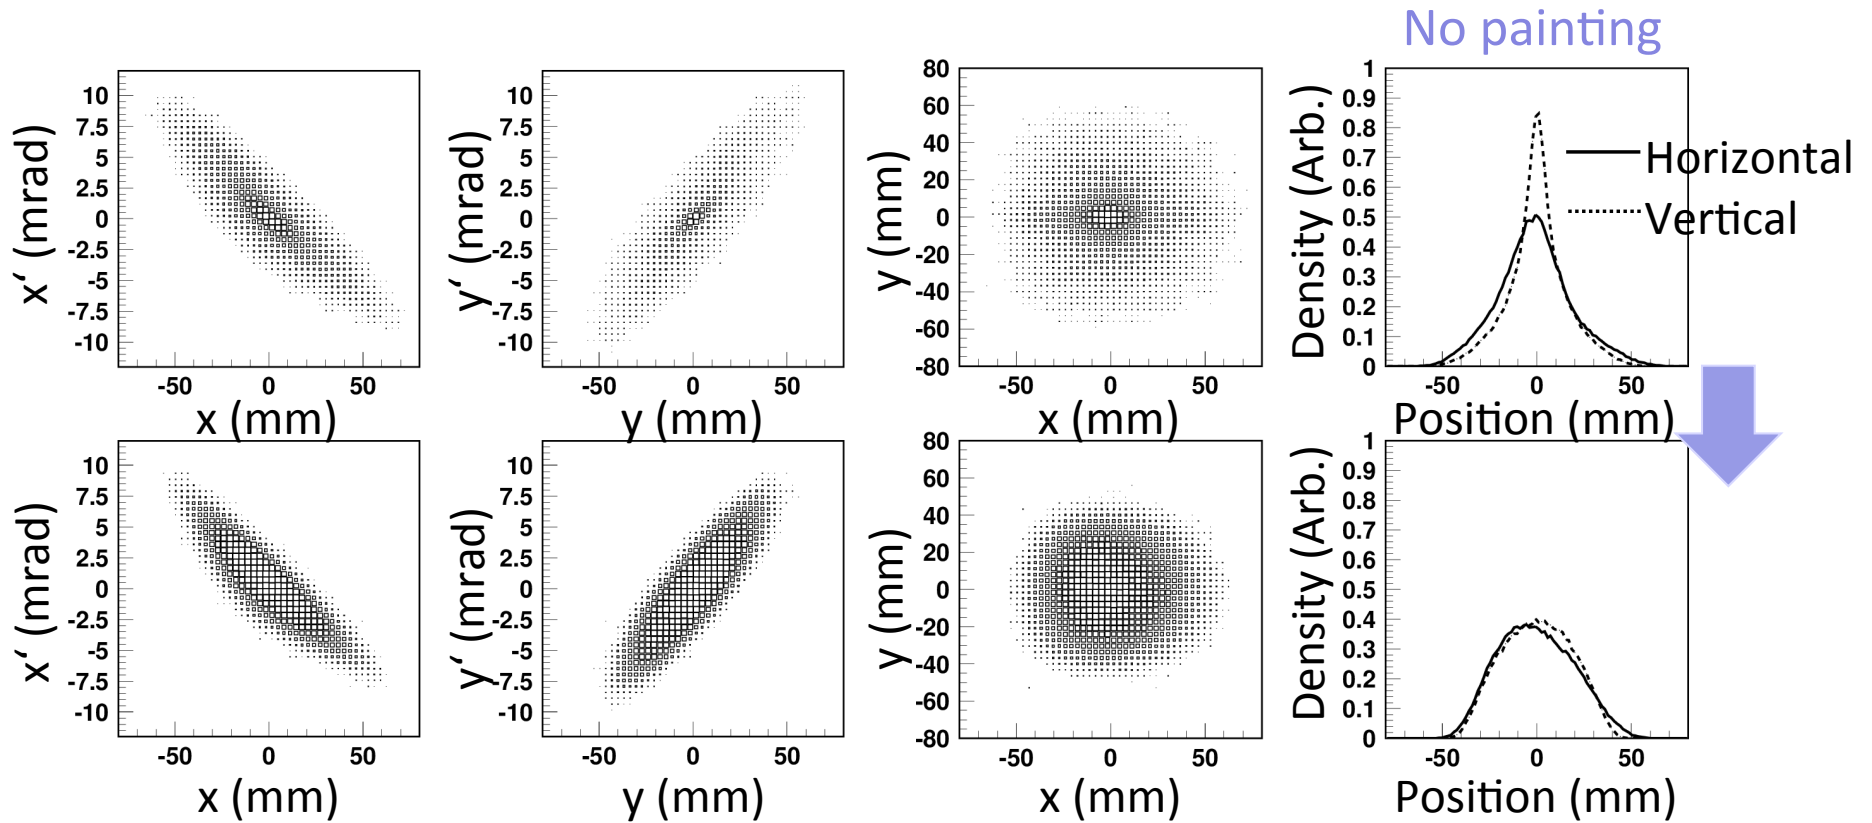 No painting
x‘ (mrad)
10
7.5
5
2.5
0
-2.5
-5
-7.5
-10
-50 0 50
x (mm)
y‘ (mrad)
10
7.5
5
2.5
0
-2.5
-5
-7.5
-10
-50 0 50
y (mm)
y (mm)
80
60
40
20
0
-20
-40
-60
-80
-50 0 50
x (mm)
Density (Arb.)
1
0.9
0.8
0.7
0.6
0.5
0.4
0.3
0.2
0.1
0
Horizontal
Vertical
-50 0 50
Position (mm)
x‘ (mrad)
10
7.5
5
2.5
0
-2.5
-5
-7.5
-10
-50 0 50
x (mm)
y‘ (mrad)
10
7.5
5
2.5
0
-2.5
-5
-7.5
-10
-50 0 50
y (mm)
y (mm)
80
60
40
20
0
-20
-40
-60
-80
-50 0 50
x (mm)
Density (Arb.)
1
0.9
0.8
0.7
0.6
0.5
0.4
0.3
0.2
0.1
0
-50 0 50
Position (mm)